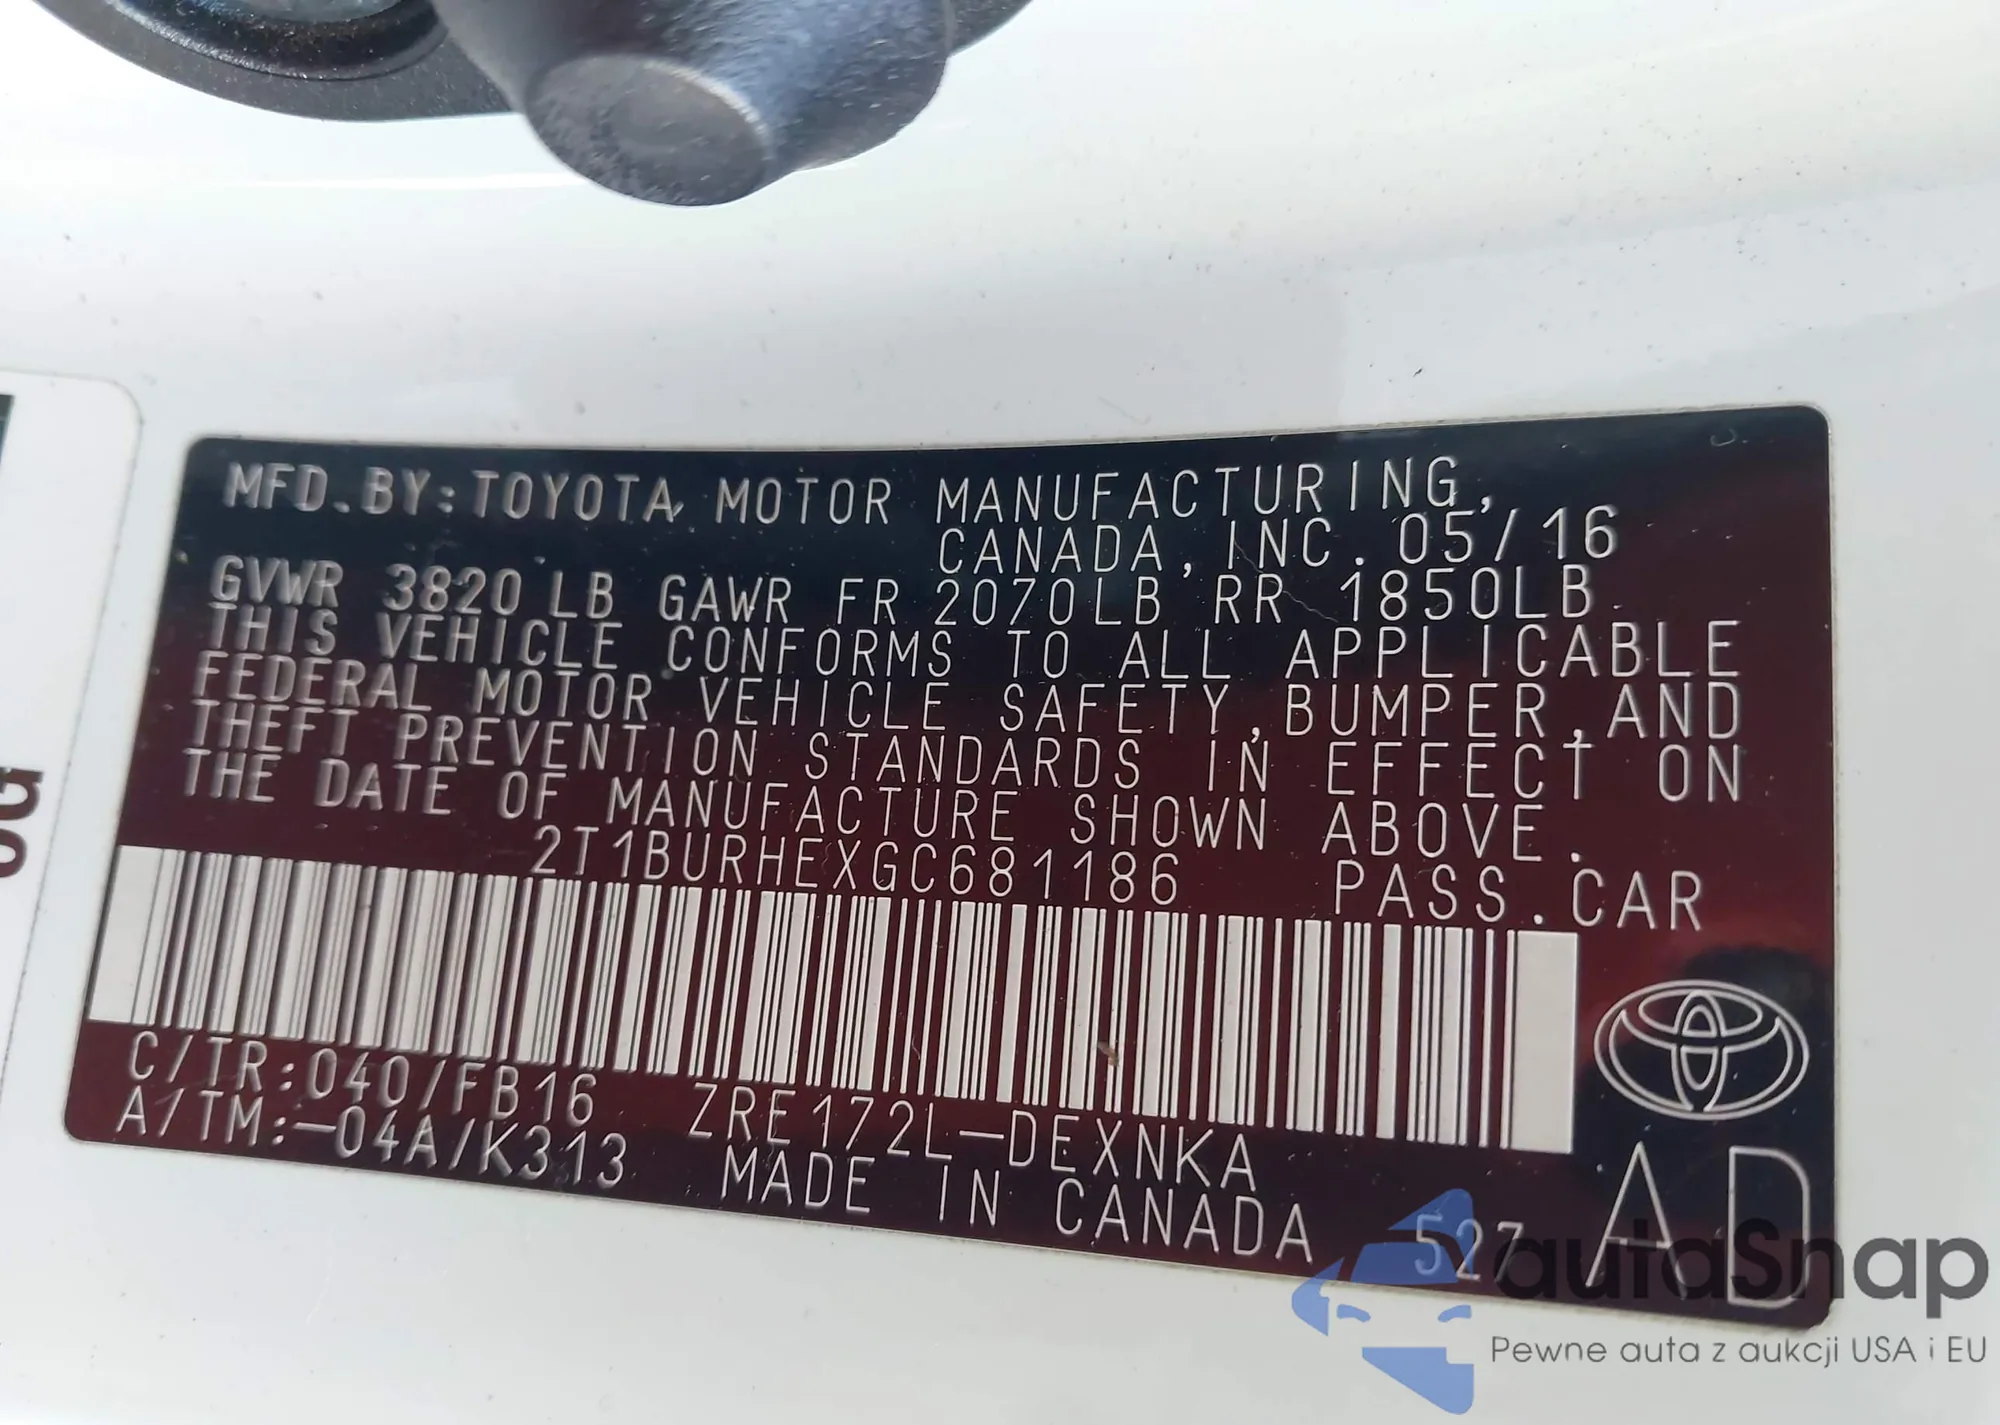 MFD.BY:TOYOTA MOTOR MANUFACTURING,
CANADA, INC. 05/16
GVWR 3820LB GAWR FR 2070LB RR 1850LB
THIS VEHICLE CONFORMS TO ALL APPLICABLE
FEDERAL MOTOR VEHICLE SAFETY,BUMPER,AND
THEFT PREVENTION STANDARDS IN EFFECT ON
THE DATE OF MANUFACTURE SHOWN ABOVE.
2T1BURHEXGC681186 PASS.CAR
C/TR:040/FB16 ZRE172L-DEXNKA
A/TM:-04A/K313 MADE IN CANADA 527 AD
autoSnap
Pewne auta z aukcji USA i EU